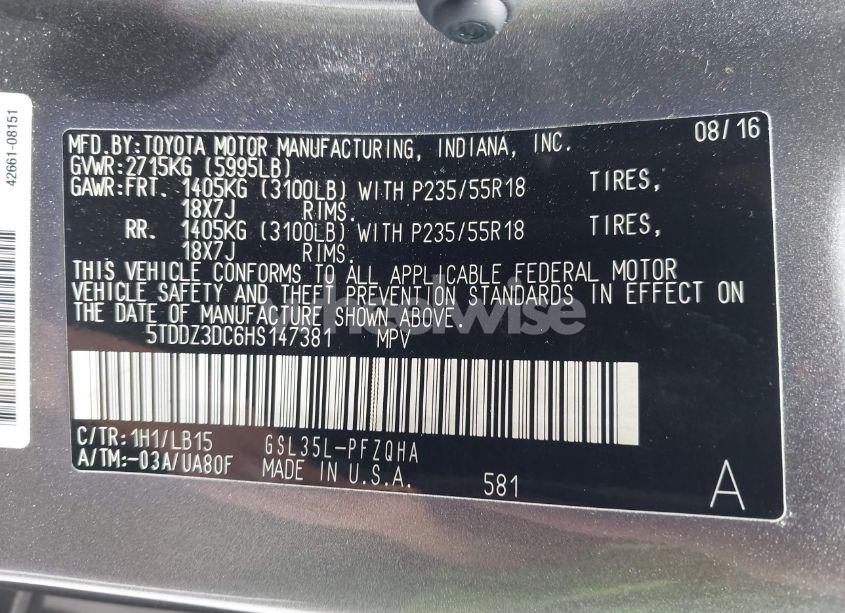 42661-08151
MFD.BY:TOYOTA MOTOR MANUFACTURING, INDIANA, INC. 08/16
GVWR:2715KG (5995LB)
GAWR:FRT. 1405KG (3100LB) WITH P235/55R18 TIRES,
18X7J RIMS.
RR. 1405KG (3100LB) WITH P235/55R18 TIRES,
18X7J RIMS.
THIS VEHICLE CONFORMS TO ALL APPLICABLE FEDERAL MOTOR
VEHICLE SAFETY AND THEFT PREVENTION STANDARDS IN EFFECT ON
THE DATE OF MANUFACTURE SHOWN ABOVE.
5TDDZ3DC6HS147381 MPV
C/TR:1H1/LB15 GSL35L-PFZQHA
A/TM:-03A/UA80F MADE IN U.S.A. 581 A